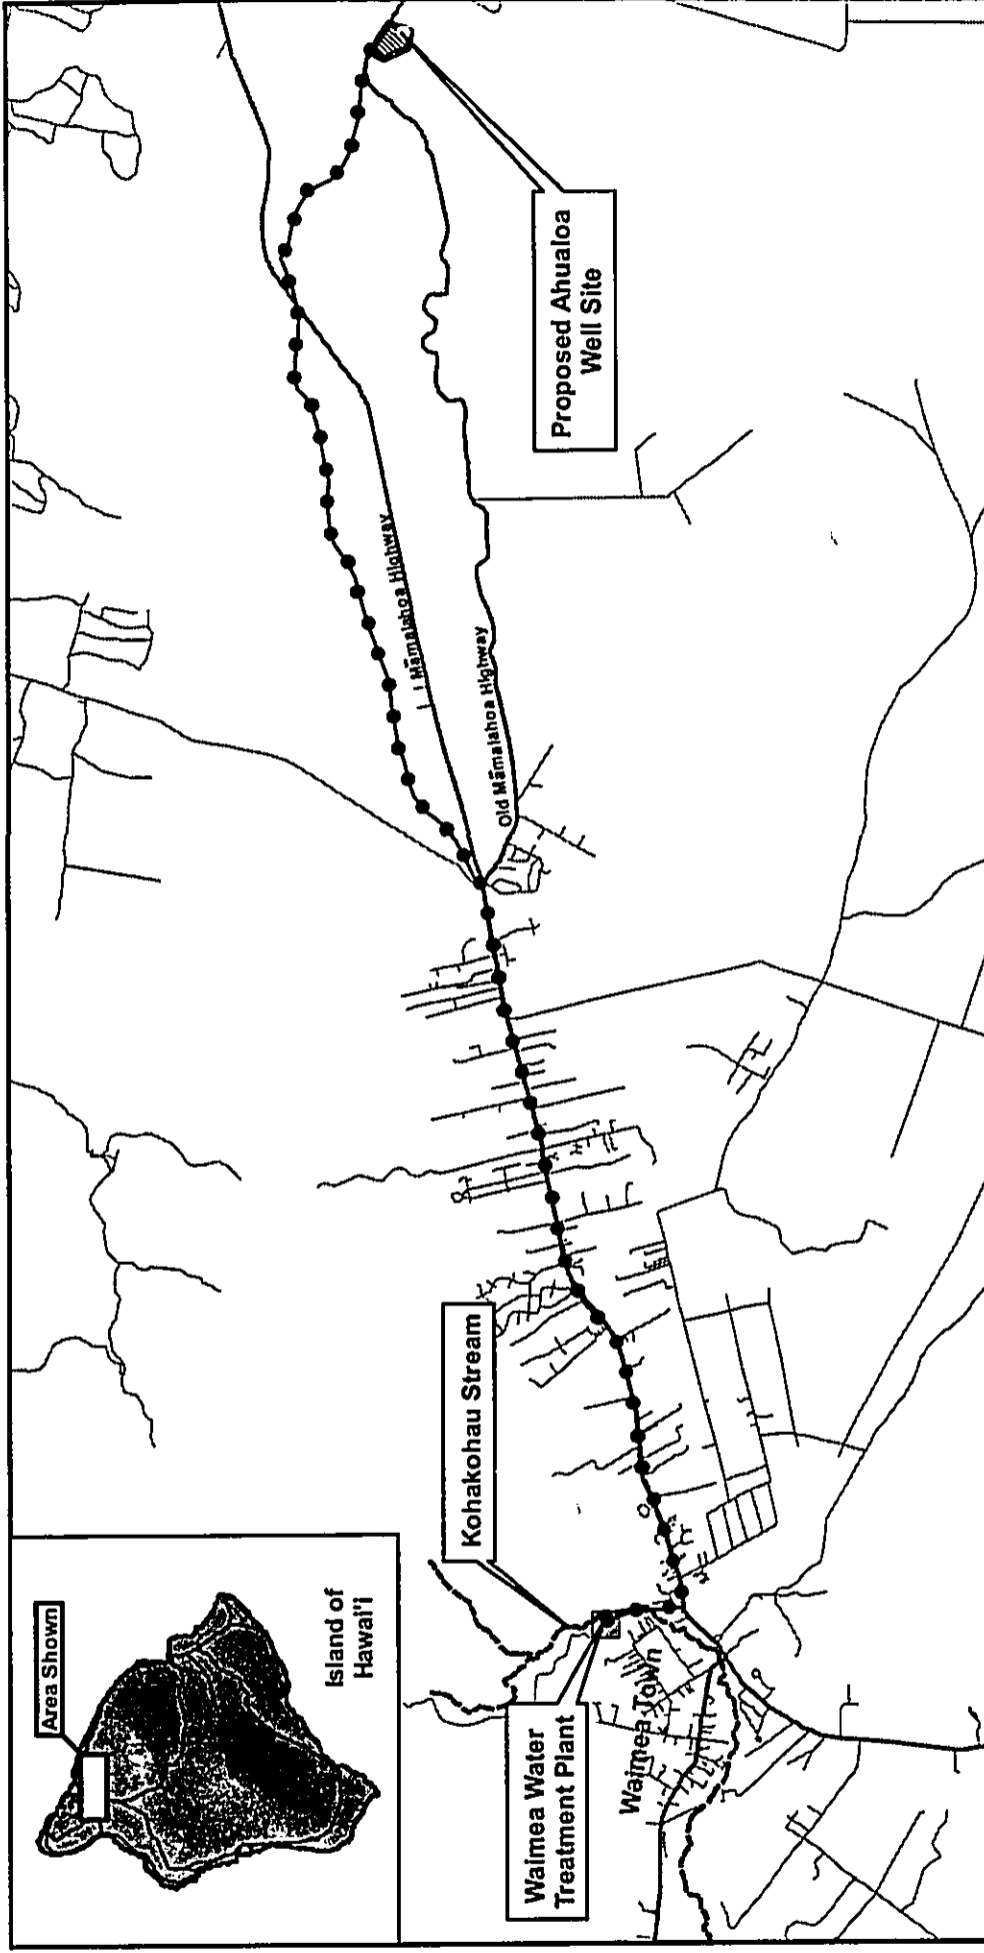 Area Shown
Island of
Hawai'i
Kohakohau Stream
Waimea Water
Treatment Plant
Waimea Town
Māmalahoa Highway
Old Māmalahoa Highway
Proposed Ahualoa
Well Site